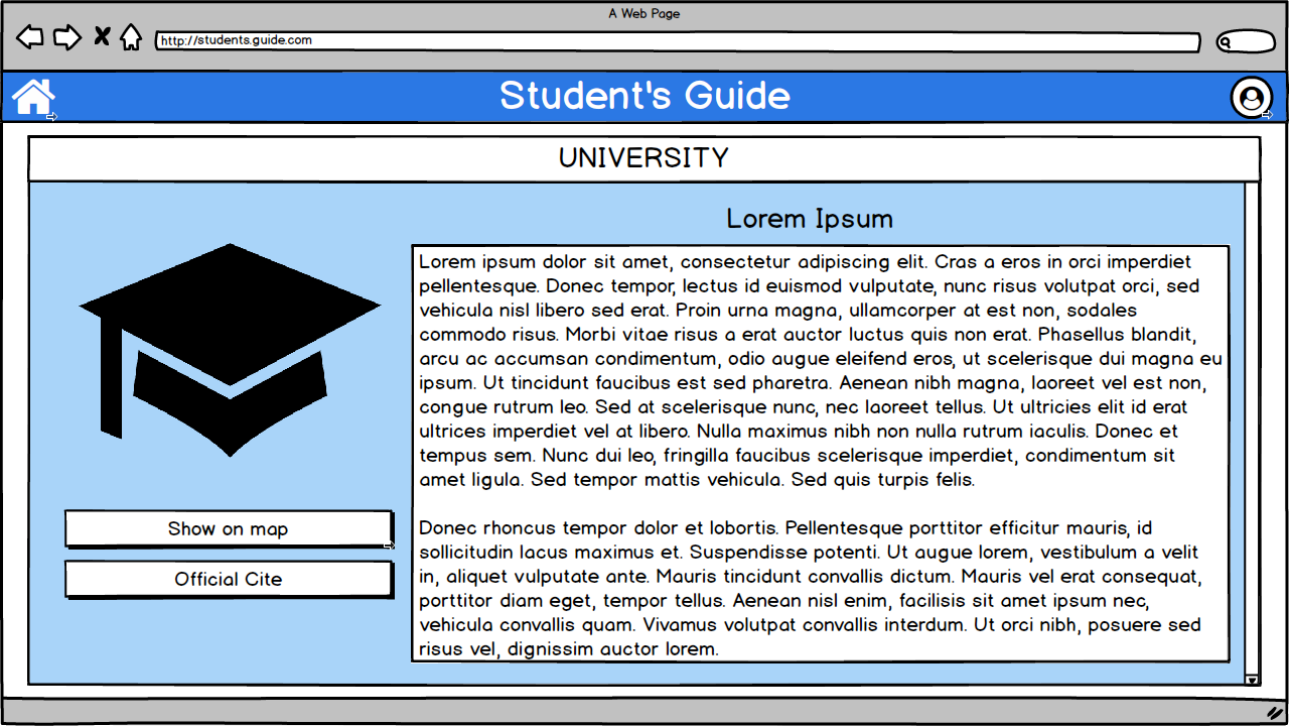 A Web Page
http://students.guide.com
Student's Guide
UNIVERSITY
Lorem Ipsum
Lorem ipsum dolor sit amet, consectetur adipiscing elit. Cras a eros in orci imperdiet
pellentesque. Donec tempor, lectus id euismod vulputate, nunc risus volutpat orci, sed
vehicula nisl libero sed erat. Proin urna magna, ullamcorper at est non, sodales
commodo risus. Morbi vitae risus a erat auctor luctus quis non erat. Phasellus blandit,
arcu ac accumsan condimentum, odio augue eleifend eros, ut scelerisque dui magna eu
ipsum. Ut tincidunt faucibus est sed pharetra. Aenean nibh magna, laoreet vel est non,
congue rutrum leo. Sed at scelerisque nunc, nec laoreet tellus. Ut ultricies elit id erat
ultrices imperdiet vel at libero. Nulla maximus nibh non nulla rutrum iaculis. Donec et
tempus sem. Nunc dui leo, fringilla faucibus scelerisque imperdiet, condimentum sit
amet ligula. Sed tempor mattis vehicula. Sed quis turpis felis.
Donec rhoncus tempor dolor et lobortis. Pellentesque porttitor efficitur mauris, id
sollicitudin lacus maximus et. Suspendisse potenti. Ut augue lorem, vestibulum a velit
in, aliquet vulputate ante. Mauris tincidunt convallis dictum. Mauris vel erat consequat,
porttitor diam eget, tempor tellus. Aenean nisl enim, facilisis sit amet ipsum nec,
vehicula convallis quam. Vivamus volutpat convallis interdum. Ut orci nibh, posuere sed
risus vel, dignissim auctor lorem.
Show on map
Official Cite